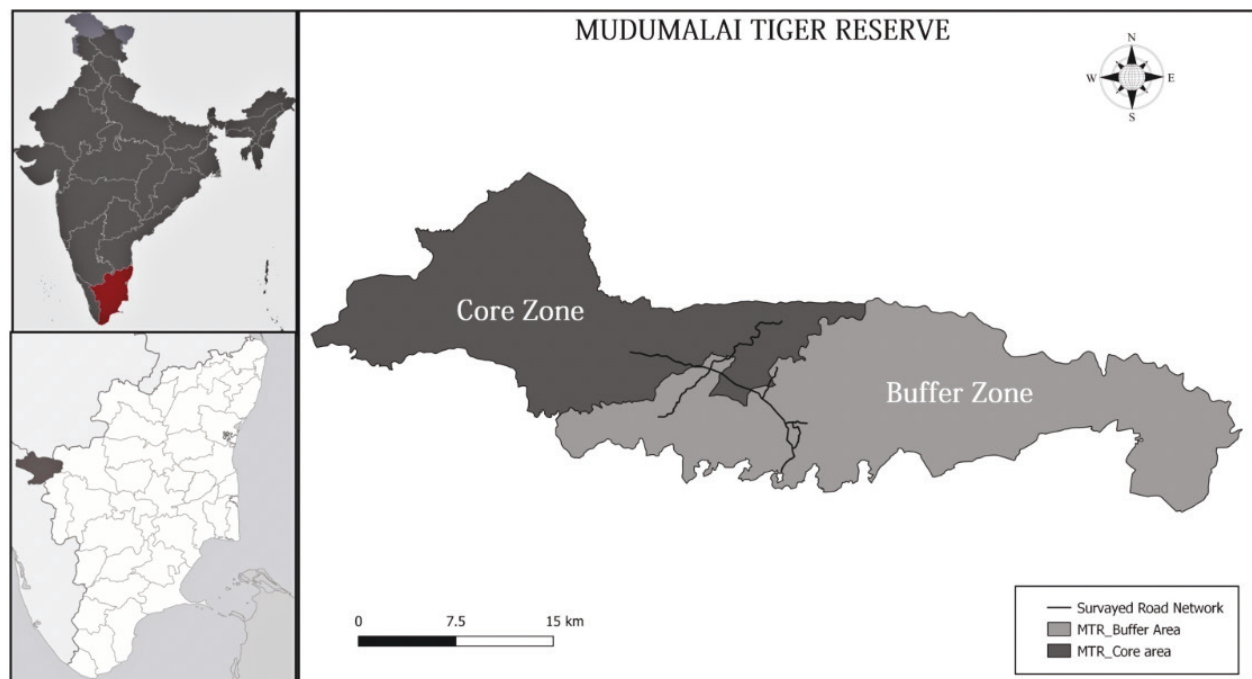 MUDUMALAI TIGER RESERVE
N
W E
S
Core Zone
Buffer Zone
0 7.5 15 km
Survayed Road Network
MTR_Buffer Area
MTR_Core area